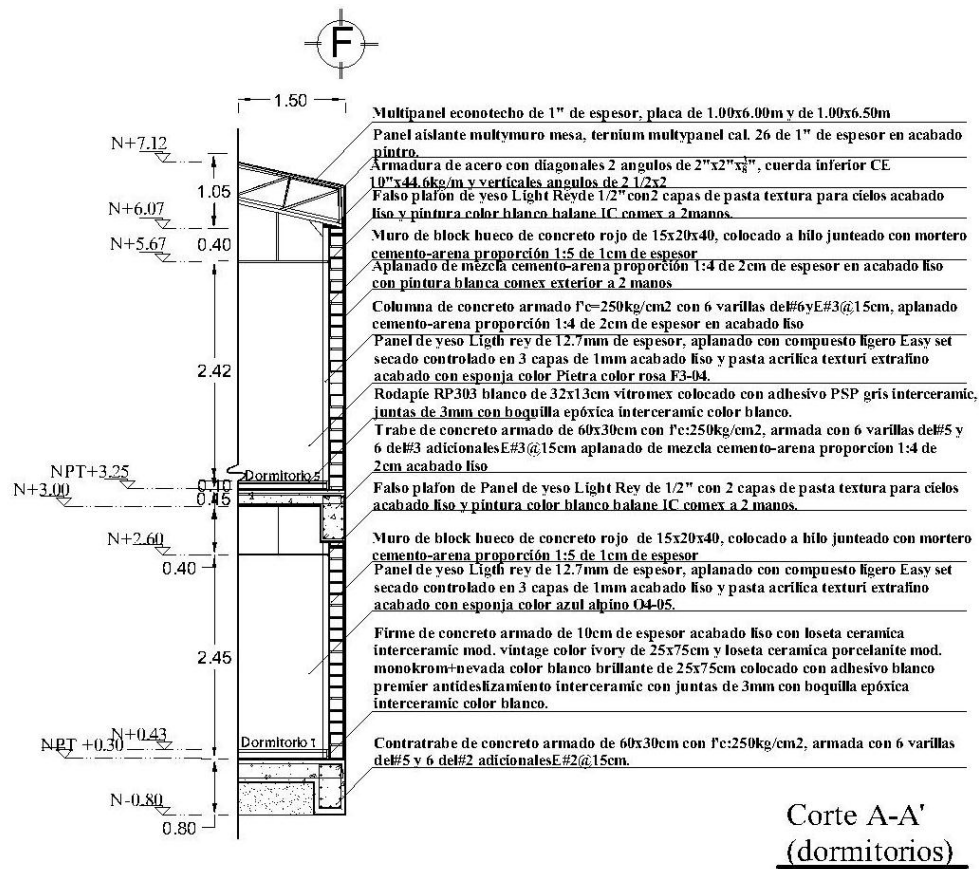 F
1.50
N+7.12
1.05
N+6.07
0.40
N+5.67
2.42
NPT+3.25
0.10
N+3.00
0.45
N+2.60
0.40
2.45
N+0.43
NPT +0.30
N-0.80
0.80
Dormitorio 5
Dormitorio 1
Multipanel econotecho de 1" de espesor, placa de 1.00x6.00m y de 1.00x6.50m
Panel aislante multymuro mesa, ternium multypanel cal. 26 de 1" de espesor en acabado
pintro.
Armadura de acero con diagonales 2 angulos de 2"x2"x⅛", cuerda inferior CE
10"x44.6kg/m y verticales angulos de 2 1/2x2
Falso plafon de yeso Light Reyde 1/2" con2 capas de pasta textura para cielos acabado
liso y pintura color blanco balane IC comex a 2manos.
Muro de block hueco de concreto rojo de 15x20x40, colocado a hilo junteado con mortero
cemento-arena proporción 1:5 de 1cm de espesor
Aplanado de mezcla cemento-arena proporción 1:4 de 2cm de espesor en acabado liso
con pintura blanca comex exterior a 2 manos
Columna de concreto armado f'c=250kg/cm2 con 6 varillas del#6yE#3@15cm, aplanado
cemento-arena proporción 1:4 de 2cm de espesor en acabado liso
Panel de yeso Ligth rey de 12.7mm de espesor, aplanado con compuesto ligero Easy set
secado controlado en 3 capas de 1mm acabado liso y pasta acrilica texturi extrafino
acabado con esponja color Pietra color rosa F3-04.
Rodapie RP303 blanco de 32x13cm vitromex colocado con adhesivo PSP gris interceramic,
juntas de 3mm con boquilla epóxica interceramic color blanco.
Trabe de concreto armado de 60x30cm con f'c:250kg/cm2, armada con 6 varillas del#5 y
6 del#3 adicionalesE#3@15cm aplanado de mezcla cemento-arena proporcion 1:4 de
2cm acabado liso
Falso plafon de Panel de yeso Light Rey de 1/2" con 2 capas de pasta textura para cielos
acabado liso y pintura color blanco balane IC comex a 2 manos.
Muro de block hueco de concreto rojo de 15x20x40, colocado a hilo junteado con mortero
cemento-arena proporción 1:5 de 1cm de espesor
Panel de yeso Ligth rey de 12.7mm de espesor, aplanado con compuesto ligero Easy set
secado controlado en 3 capas de 1mm acabado liso y pasta acrilica texturi extrafino
acabado con esponja color azul alpino O4-05.
Firme de concreto armado de 10cm de espesor acabado liso con loseta ceramica
interceramic mod. vintage color ivory de 25x75cm y loseta ceramica porcelanite mod.
monokrom+nevada color blanco brillante de 25x75cm colocado con adhesivo blanco
premier antideslizamiento interceramic con juntas de 3mm con boquilla epóxica
interceramic color blanco.
Contratrabe de concreto armado de 60x30cm con f'c:250kg/cm2, armada con 6 varillas
del#5 y 6 del#2 adicionalesE#2@15cm.
Corte A-A'
(dormitorios)